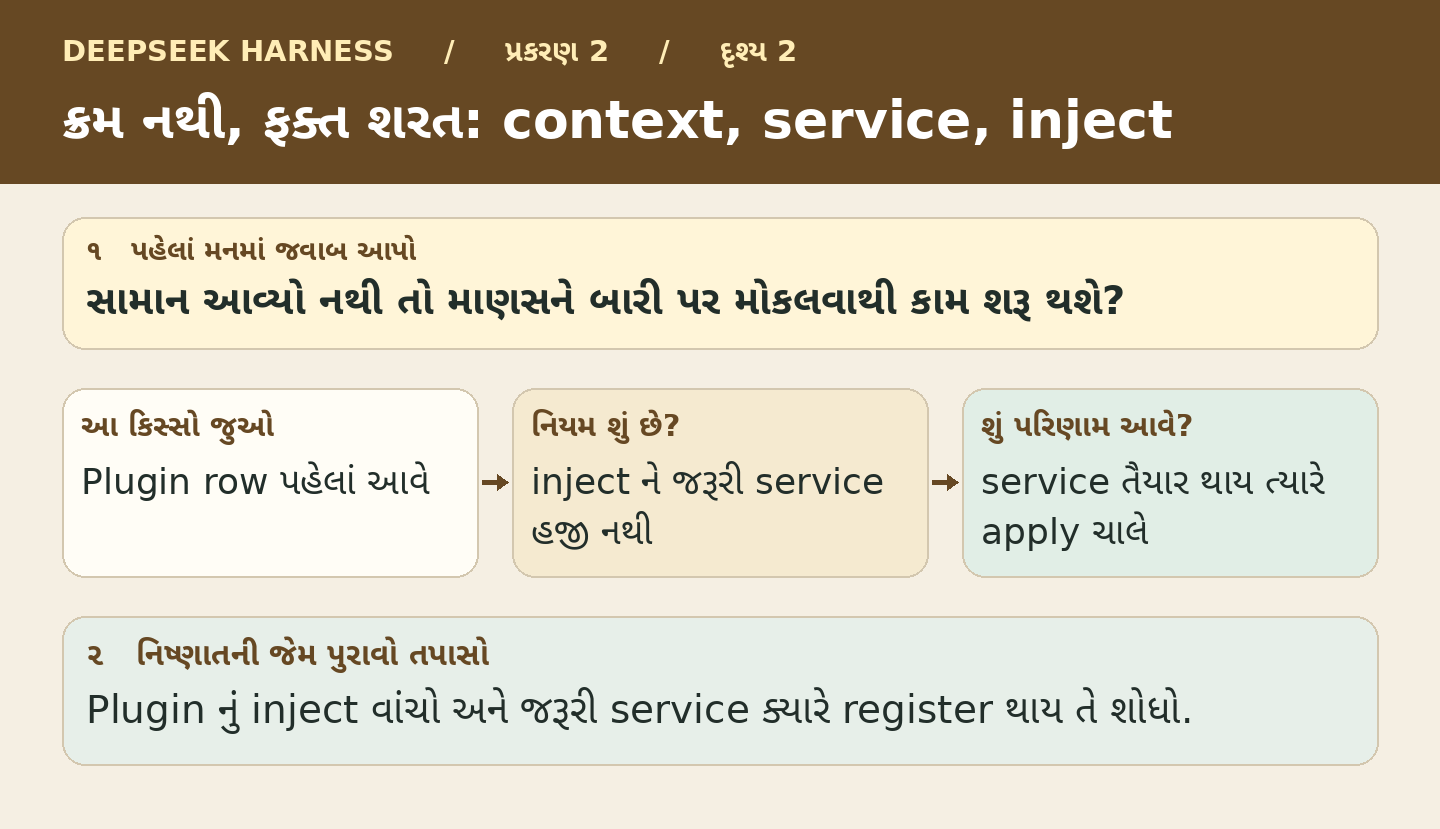 DEEPSEEK HARNESS / પ્રકરણ 2 / દૃશ્ય 2
ક્રમ નથી, ફક્ત શરત: context, service, inject
૧ પહેલાં મનમાં જવાબ આપો
સામાન આવ્યો નથી તો માણસને બારી પર મોકલવાથી કામ શરૂ થશે?
આ કિસ્સો જુઓ
Plugin row પહેલાં આવે
નિયમ શું છે?
inject ને જરૂરી service
હજી નથી
શું પરિણામ આવે?
service તૈયાર થાય ત્યારે
apply ચાલે
૨ નિષ્ણાતની જેમ પુરાવો તપાસો
Plugin નું inject વાંચો અને જરૂરી service ક્યારે register થાય તે શોધો.